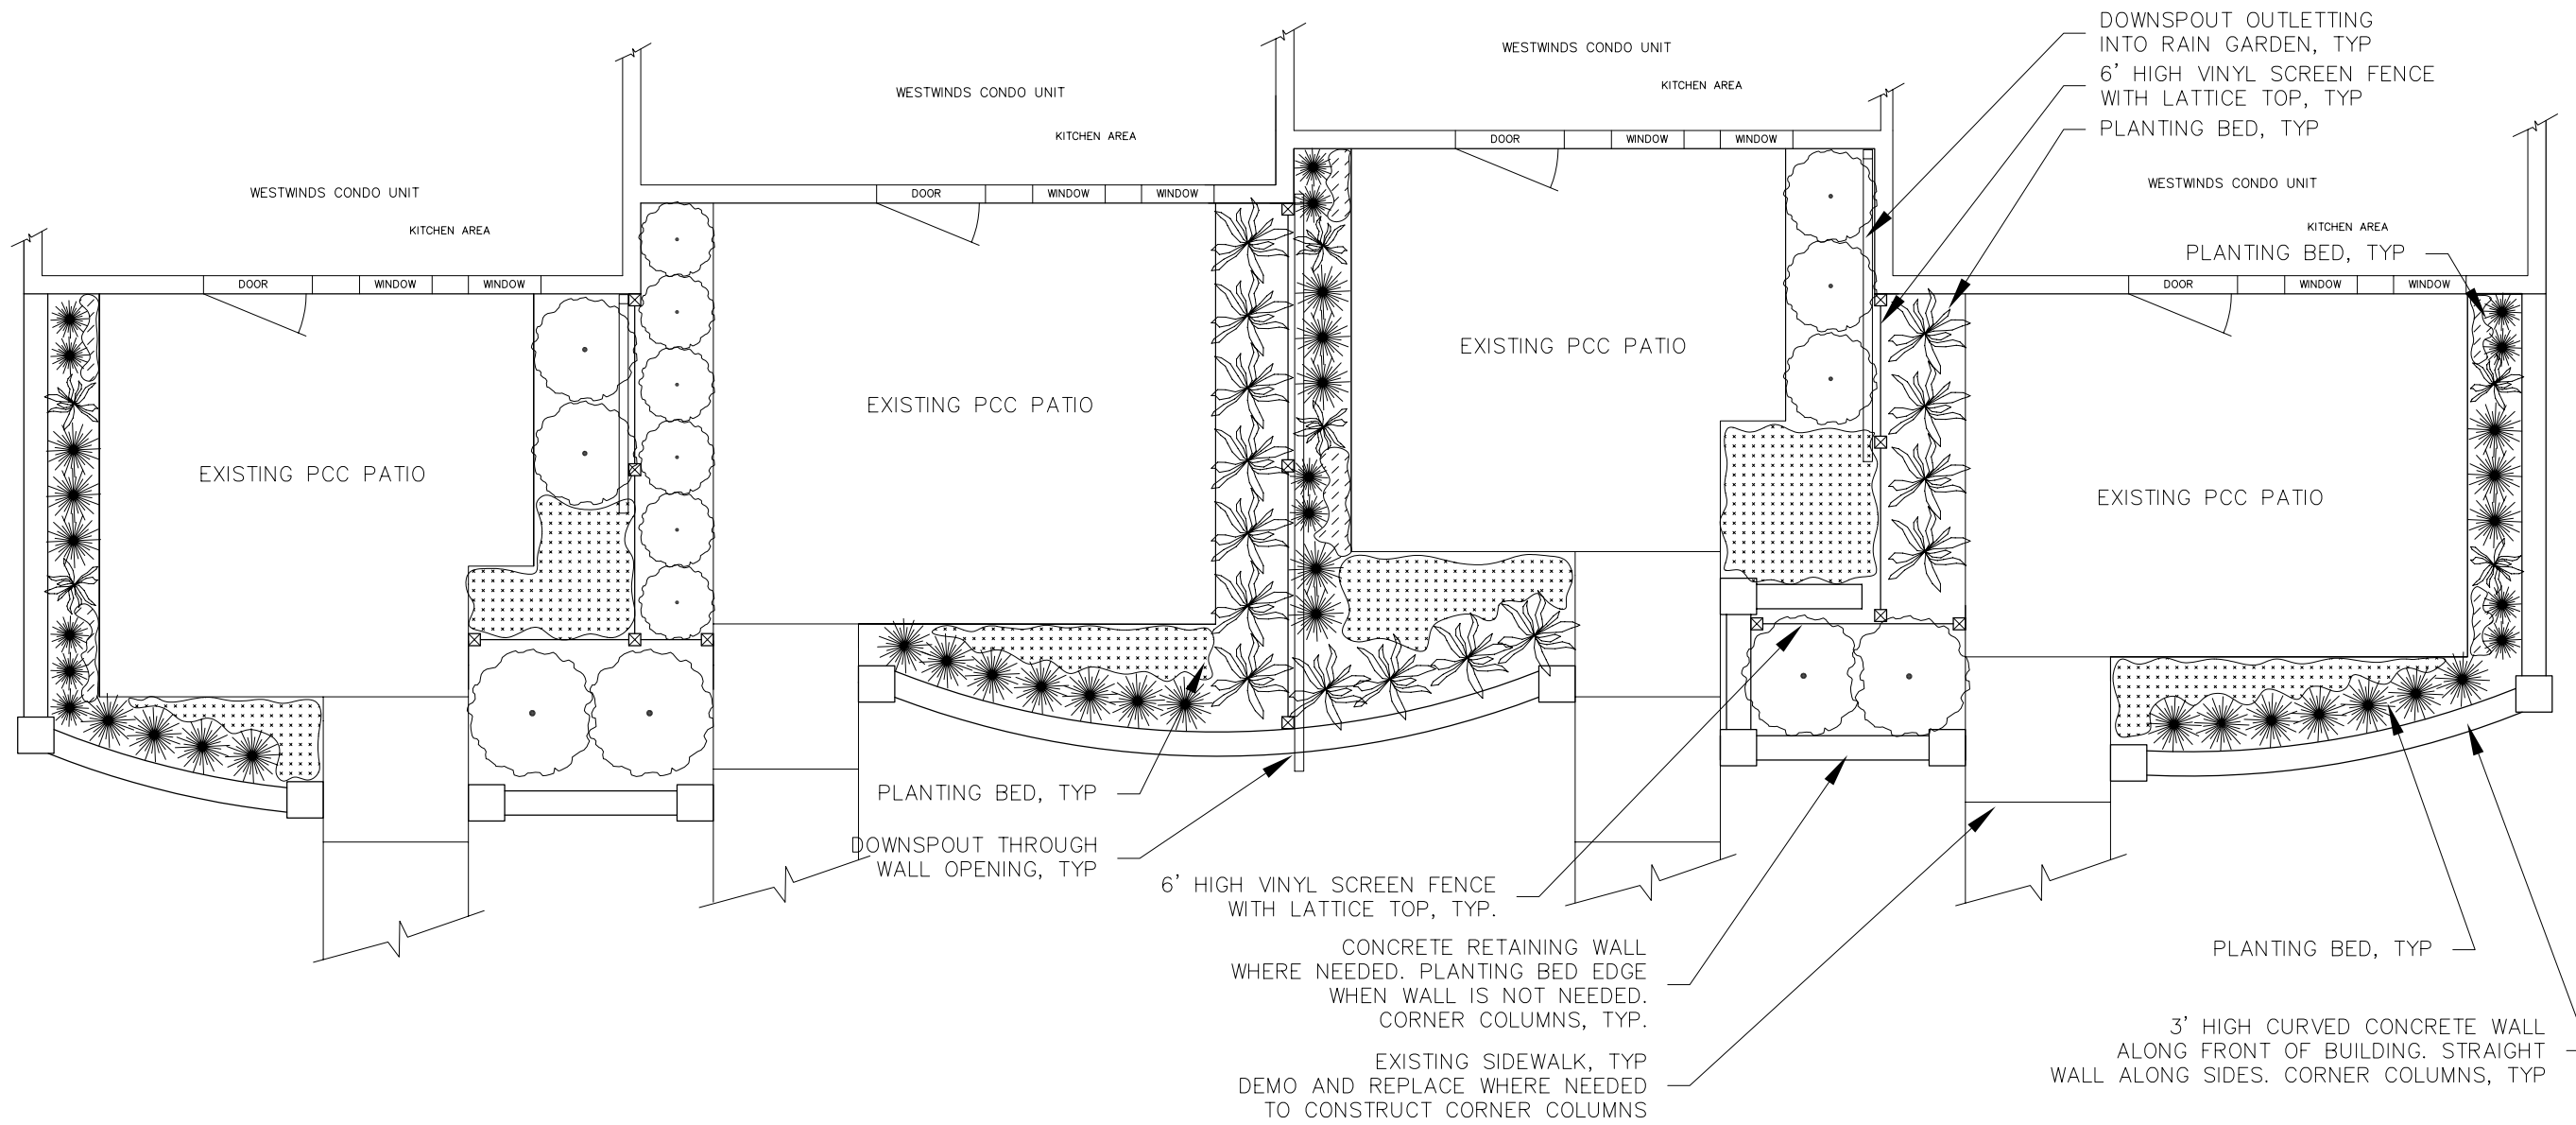 DOWNSPOUT OUTLETTING
INTO RAIN GARDEN, TYP
6' HIGH VINYL SCREEN FENCE
WITH LATTICE TOP, TYP
PLANTING BED, TYP
WESTWINDS CONDO UNIT
KITCHEN AREA
DOOR
WINDOW
WINDOW
EXISTING PCC PATIO
WESTWINDS CONDO UNIT
KITCHEN AREA
DOOR
WINDOW
WINDOW
EXISTING PCC PATIO
WESTWINDS CONDO UNIT
KITCHEN AREA
DOOR
WINDOW
WINDOW
EXISTING PCC PATIO
WESTWINDS CONDO UNIT
KITCHEN AREA
PLANTING BED, TYP
DOOR
WINDOW
WINDOW
EXISTING PCC PATIO
PLANTING BED, TYP
DOWNSPOUT THROUGH
WALL OPENING, TYP
6' HIGH VINYL SCREEN FENCE
WITH LATTICE TOP, TYP.
CONCRETE RETAINING WALL
WHERE NEEDED. PLANTING BED EDGE
WHEN WALL IS NOT NEEDED.
CORNER COLUMNS, TYP.
EXISTING SIDEWALK, TYP
DEMO AND REPLACE WHERE NEEDED
TO CONSTRUCT CORNER COLUMNS
PLANTING BED, TYP
3' HIGH CURVED CONCRETE WALL
ALONG FRONT OF BUILDING. STRAIGHT
WALL ALONG SIDES. CORNER COLUMNS, TYP